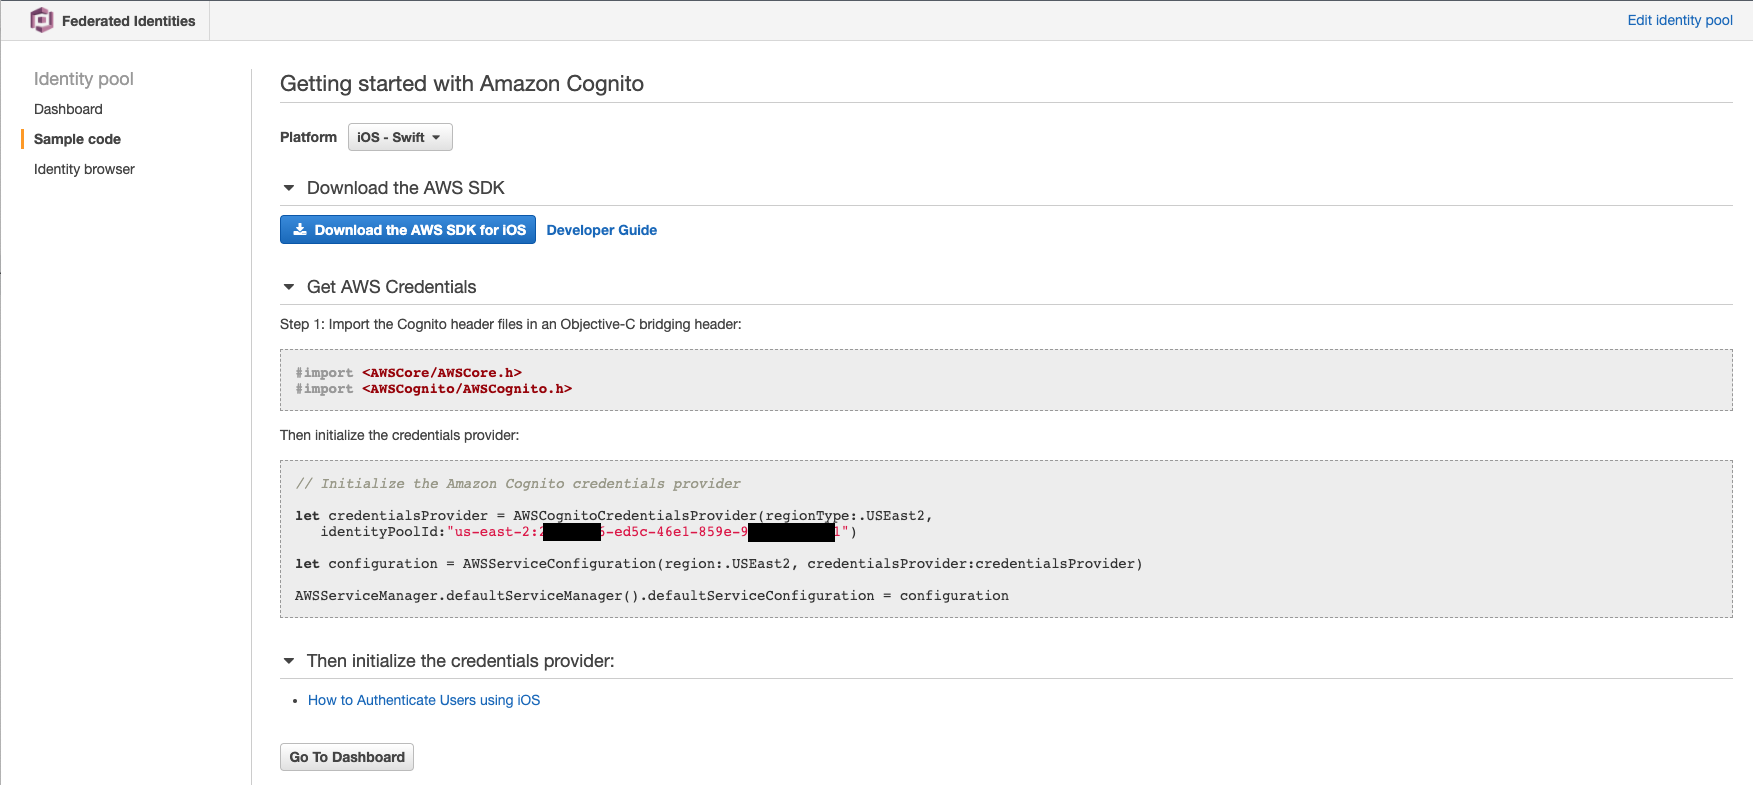 Federated Identities
Edit identity pool
Identity pool
Dashboard
Sample code
Identity browser
Getting started with Amazon Cognito
Platform iOS - Swift
Download the AWS SDK
Download the AWS SDK for iOS Developer Guide
Get AWS Credentials
Step 1: Import the Cognito header files in an Objective-C bridging header:
#import <AWSCore/AWSCore.h>
#import <AWSCognito/AWSCognito.h>
Then initialize the credentials provider:
// Initialize the Amazon Cognito credentials provider
let credentialsProvider = AWSCognitoCredentialsProvider(regionType:.USEast2,
identityPoolId:"us-east-2:2 6-ed5c-46e1-859e-9 1")
let configuration = AWSServiceConfiguration(region:.USEast2, credentialsProvider:credentialsProvider)
AWSServiceManager.defaultServiceManager().defaultServiceConfiguration = configuration
Then initialize the credentials provider:
How to Authenticate Users using iOS
Go To Dashboard